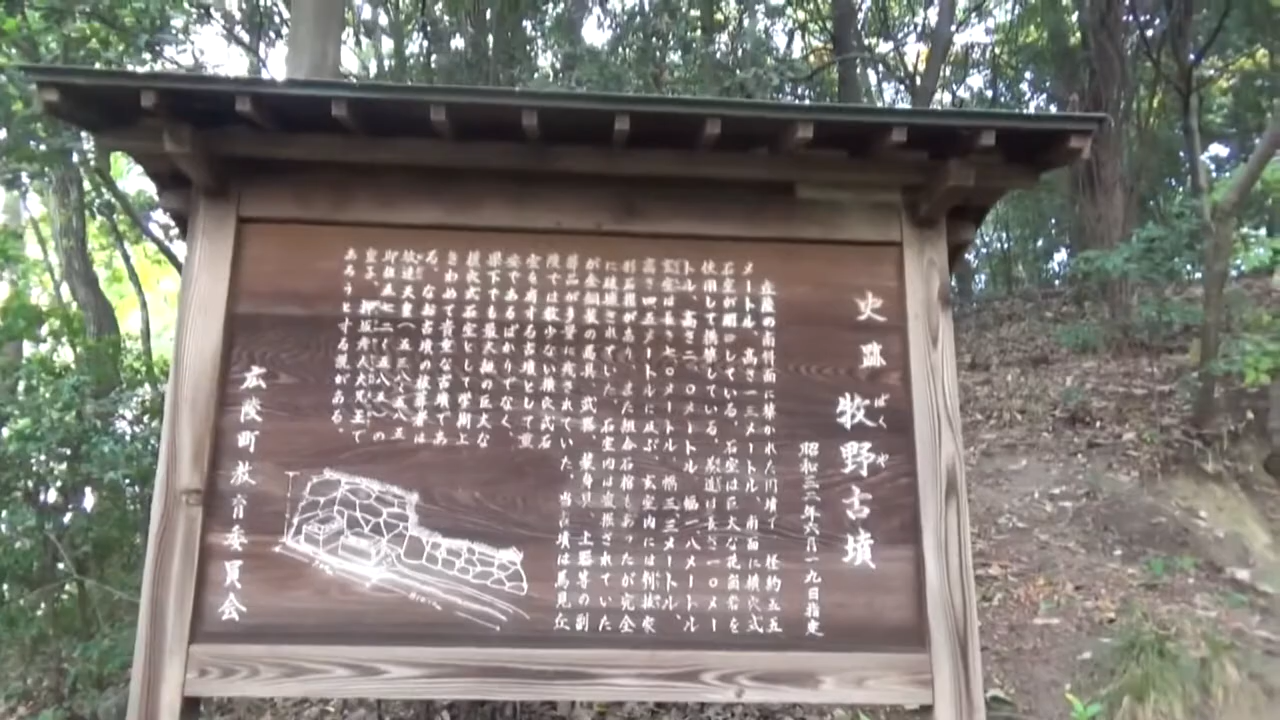 史跡 牧野古墳
ばくや
昭和三二年六月一九日指定
丘陵の南斜面に築かれた円墳で 径約五五
メートル、高さ一三メートル、南面に横穴式
石室が開口している。石室は巨大な花崗岩を
使用して構築している。羨道は長さ一〇メー
トル、高さ二、〇メートル、幅一八メートル
玄室は長さ七、〇メートル、幅三三メートル、
高さ四五メートルに及ぶ 玄室内には刳抜家
形石棺があり、また組合石棺もあったが完全
に破壊されていた。石室内は盗掘されていた
が金銅装の馬具、武器、装身具 土器等の副
葬品が多量に残されていた。当古墳は馬見丘
陵では数少ない横穴式石
室を有する古墳として重
要であるばかりでなく、
県下でも最大級の巨大な
横穴式石室として学術上
きわめて貴重な古墳であ
る。なお古墳の被葬者は
敏達天皇(五三八〜五八五
の
皇子、押坂彦人大兄王で
あろうとする説がある。
広陵町教育委員会